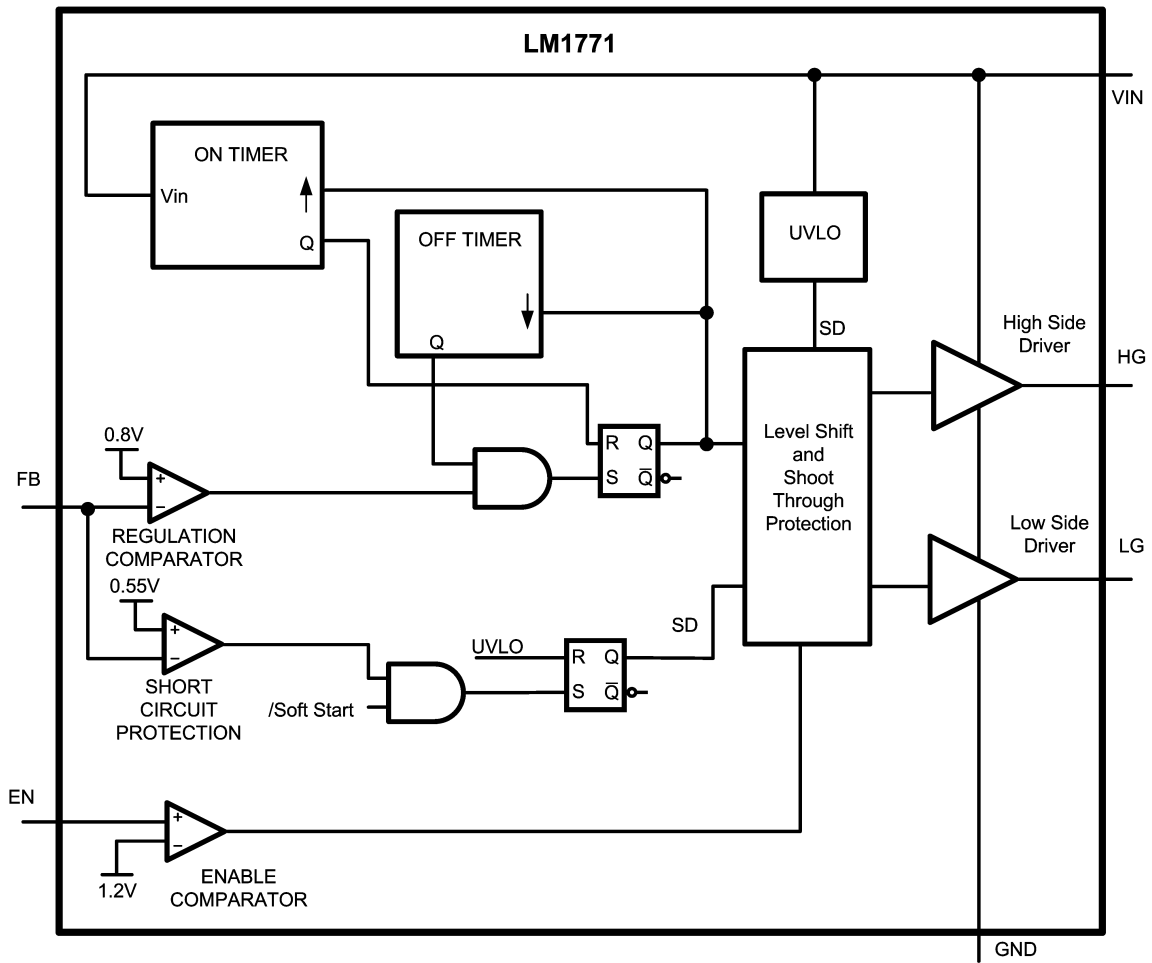 LM1771
VIN
ON TIMER
Vin
Q
OFF TIMER
Q
UVLO
SD
High Side
Driver
HG
0.8V
+
−
FB
REGULATION
COMPARATOR
R Q
S Q̅
Level Shift
and
Shoot
Through
Protection
Low Side
Driver
LG
0.55V
+
−
SHORT
CIRCUIT
PROTECTION
/Soft Start
UVLO
R Q
S Q̅
SD
EN
+
−
1.2V
ENABLE
COMPARATOR
GND